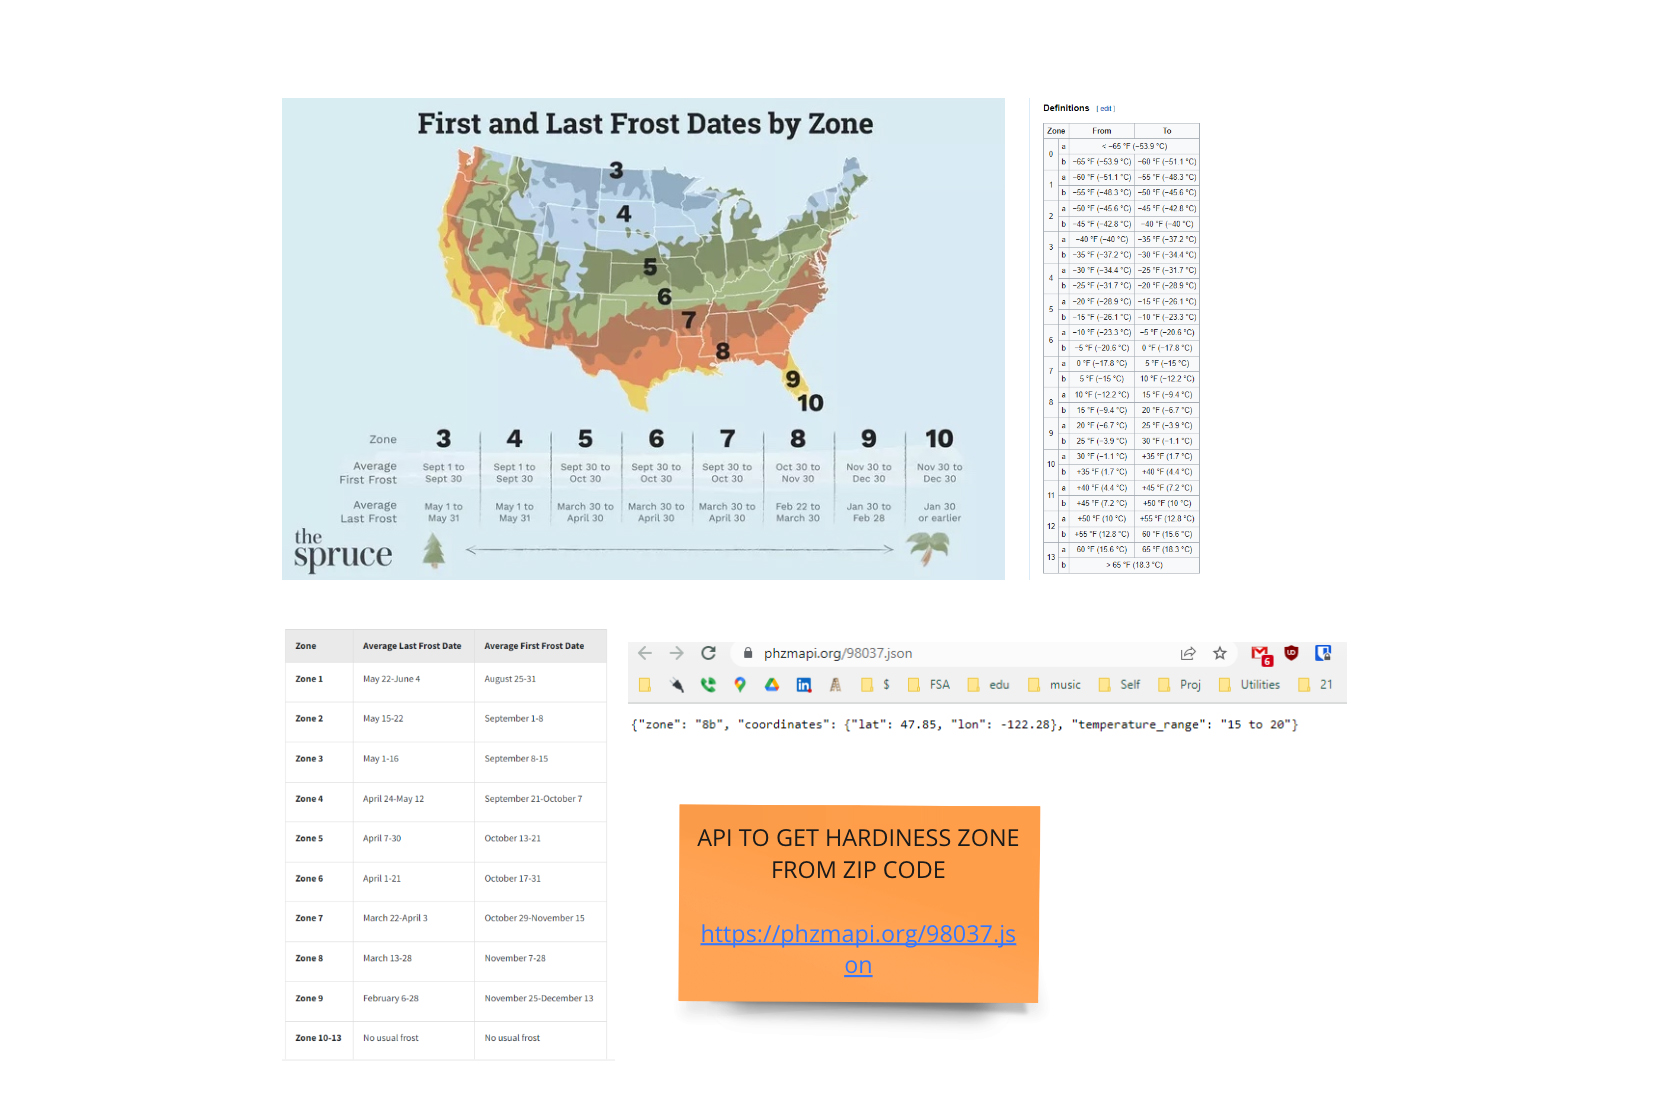 First and Last Frost Dates by Zone
3
4
5
6
7
8
9
10
Zone 3 4 5 6 7 8 9 10
Average First Frost Sept 1 to Sept 30 Sept 1 to Sept 30 Sept 30 to Oct 30 Sept 30 to Oct 30 Sept 30 to Oct 30 Oct 30 to Nov 30 Nov 30 to Dec 30 Nov 30 to Dec 30
Average Last Frost May 1 to May 31 May 1 to May 31 March 30 to April 30 March 30 to April 30 March 30 to April 30 Feb 22 to March 30 Jan 30 to Feb 28 Jan 30 or earlier
the
spruce
Definitions [ edit ]
Zone From To
0 a < −65 °F (−53.9 °C)
b −65 °F (−53.9 °C) −60 °F (−51.1 °C)
1 a −60 °F (−51.1 °C) −55 °F (−48.3 °C)
b −55 °F (−48.3 °C) −50 °F (−45.6 °C)
2 a −50 °F (−45.6 °C) −45 °F (−42.8 °C)
b −45 °F (−42.8 °C) −40 °F (−40 °C)
3 a −40 °F (−40 °C) −35 °F (−37.2 °C)
b −35 °F (−37.2 °C) −30 °F (−34.4 °C)
4 a −30 °F (−34.4 °C) −25 °F (−31.7 °C)
b −25 °F (−31.7 °C) −20 °F (−28.9 °C)
5 a −20 °F (−28.9 °C) −15 °F (−26.1 °C)
b −15 °F (−26.1 °C) −10 °F (−23.3 °C)
6 a −10 °F (−23.3 °C) −5 °F (−20.6 °C)
b −5 °F (−20.6 °C) 0 °F (−17.8 °C)
7 a 0 °F (−17.8 °C) 5 °F (−15 °C)
b 5 °F (−15 °C) 10 °F (−12.2 °C)
8 a 10 °F (−12.2 °C) 15 °F (−9.4 °C)
b 15 °F (−9.4 °C) 20 °F (−6.7 °C)
9 a 20 °F (−6.7 °C) 25 °F (−3.9 °C)
b 25 °F (−3.9 °C) 30 °F (−1.1 °C)
10 a 30 °F (−1.1 °C) +35 °F (1.7 °C)
b +35 °F (1.7 °C) +40 °F (4.4 °C)
11 a +40 °F (4.4 °C) +45 °F (7.2 °C)
b +45 °F (7.2 °C) +50 °F (10 °C)
12 a +50 °F (10 °C) +55 °F (12.8 °C)
b +55 °F (12.8 °C) 60 °F (15.6 °C)
13 a 60 °F (15.6 °C) 65 °F (18.3 °C)
b > 65 °F (18.3 °C)
Zone Average Last Frost Date Average First Frost Date
Zone 1 May 22-June 4 August 25-31
Zone 2 May 15-22 September 1-8
Zone 3 May 1-16 September 8-15
Zone 4 April 24-May 12 September 21-October 7
Zone 5 April 7-30 October 13-21
Zone 6 April 1-21 October 17-31
Zone 7 March 22-April 3 October 29-November 15
Zone 8 March 13-28 November 7-28
Zone 9 February 6-28 November 25-December 13
Zone 10-13 No usual frost No usual frost
phzmapi.org/98037.json 6
$ FSA edu music Self Proj Utilities 21
{"zone": "8b", "coordinates": {"lat": 47.85, "lon": -122.28}, "temperature_range": "15 to 20"}
API TO GET HARDINESS ZONE
FROM ZIP CODE
https://phzmapi.org/98037.js
on